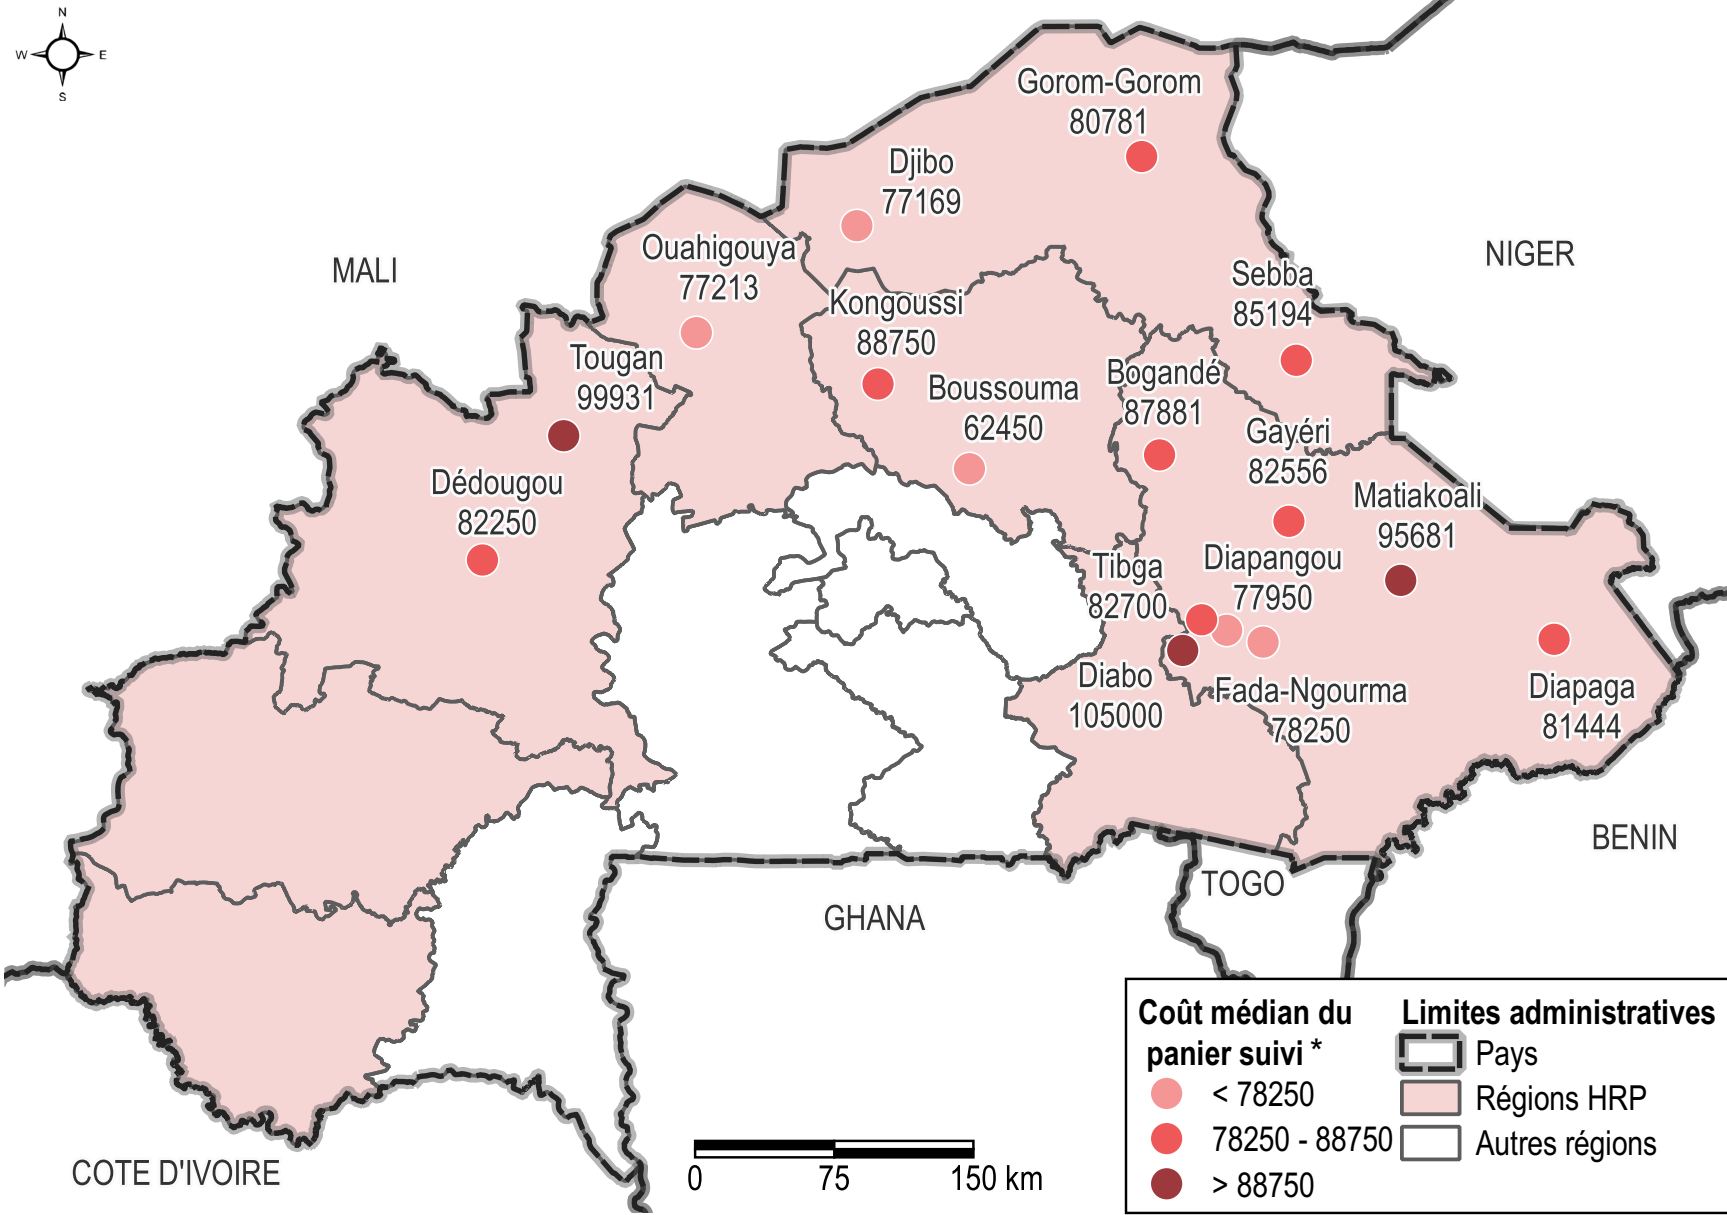 N
W
E
S
Gorom-Gorom
80781
Djibo
77169
Ouahigouya
77213
MALI
NIGER
Sebba
85194
Kongoussi
88750
Tougan
99931
Boussouma
62450
Bogandé
87881
Gayéri
82556
Dédougou
82250
Matiakoali
95681
Tibga
82700
Diapangou
77950
Diabo
105000
Fada-Ngourma
78250
Diapaga
81444
BENIN
TOGO
GHANA
COTE D'IVOIRE
0
75
150 km
Coût médian du
panier suivi *
< 78250
78250 - 88750
> 88750
Limites administratives
Pays
Régions HRP
Autres régions